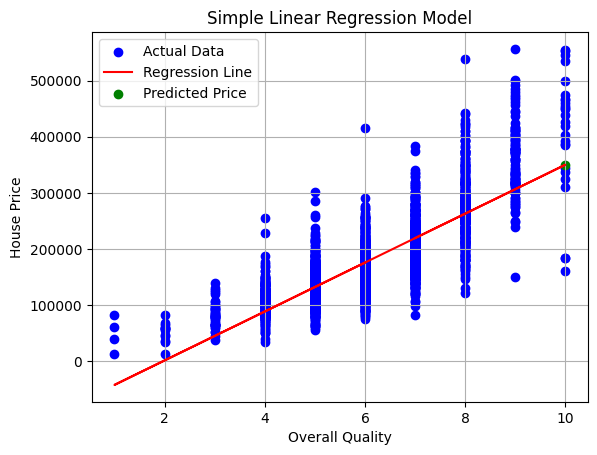 Simple Linear Regression Model
Actual Data
Regression Line
Predicted Price
House Price
500000
400000
300000
200000
100000
0
2 4 6 8 10
Overall Quality